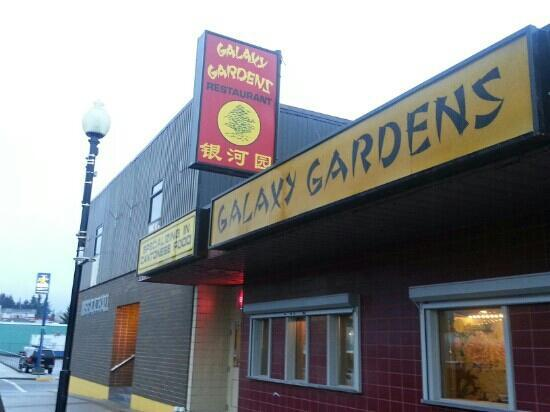 GALAXY
GARDENS
RESTAURANT
银河园
GALAXY GARDENS
SPECIALIZING IN
CANTONESE FOOD